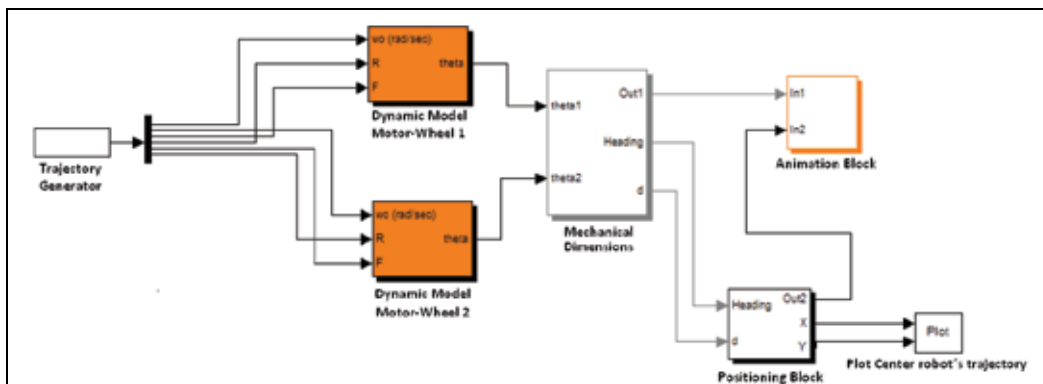 Trajectory
Generator
wo (rad/sec)
R
F
theta
Dynamic Model
Motor-Wheel 1
wo (rad/sec)
R
F
theta
Dynamic Model
Motor-Wheel 2
theta1
theta2
Out1
Heading
d
Mechanical
Dimensions
In1
In2
Animation Block
Heading
d
Out2
X
Y
Positioning Block
Plot
Plot Center robot's trajectory